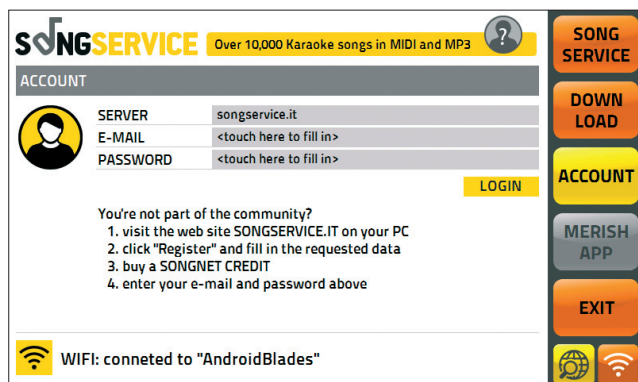 SONGSERVICE Over 10,000 Karaoke songs in MIDI and MP3 ?
ACCOUNT
SERVER songservice.it
E-MAIL <touch here to fill in>
PASSWORD <touch here to fill in>
LOGIN
You're not part of the community?
1. visit the web site SONGSERVICE.IT on your PC
2. click "Register" and fill in the requested data
3. buy a SONGNET CREDIT
4. enter your e-mail and password above
WIFI: conneted to "AndroidBlades"
SONG
SERVICE
DOWN
LOAD
ACCOUNT
MERISH
APP
EXIT